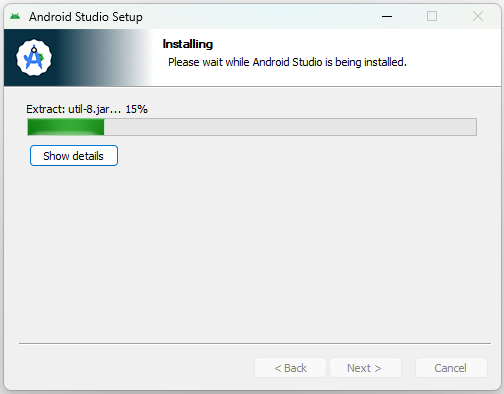 Android Studio Setup
Installing
Please wait while Android Studio is being installed.
Extract: util-8.jar... 15%
Show details
< Back
Next >
Cancel